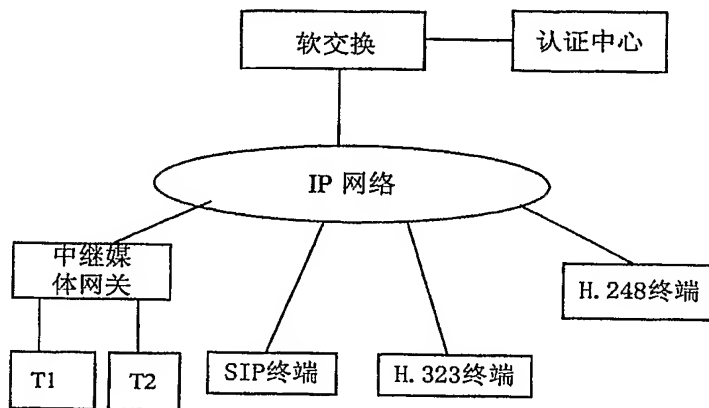 软交换
认证中心
IP 网络
中继媒
体网关
H. 248终端
T1
T2
SIP终端
H. 323终端